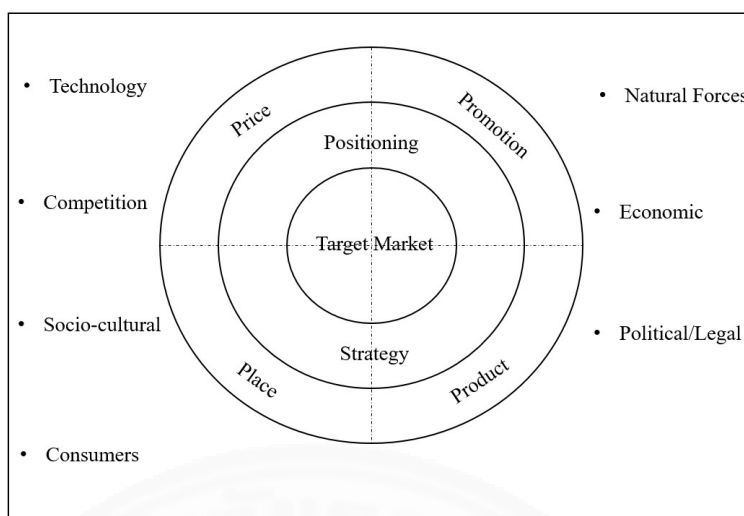 • Technology
• Competition
• Socio-cultural
• Consumers
Price
Promotion
Positioning
Target Market
Strategy
Place
Product
• Natural Forces
• Economic
• Political/Legal